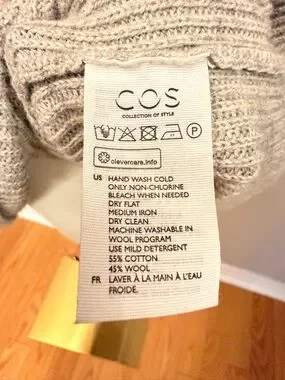 COS
COLLECTION OF STYLE
P
clevercare.info
US HAND WASH COLD
ONLY NON-CHLORINE
BLEACH WHEN NEEDED
DRY FLAT
MEDIUM IRON
DRY CLEAN
MACHINE WASHABLE IN
WOOL PROGRAM
USE MILD DETERGENT
55% COTTON
45% WOOL
FR LAVER À LA MAIN À L'EAU
FROIDE,